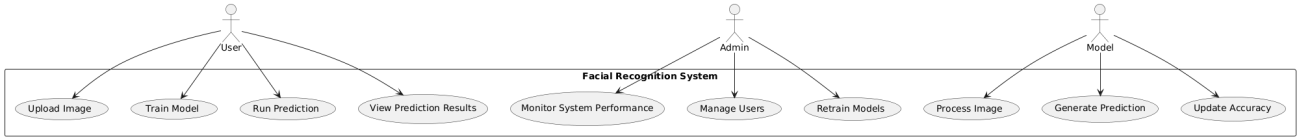 User
Admin
Model
Facial Recognition System
Upload Image
Train Model
Run Prediction
View Prediction Results
Monitor System Performance
Manage Users
Retrain Models
Process Image
Generate Prediction
Update Accuracy